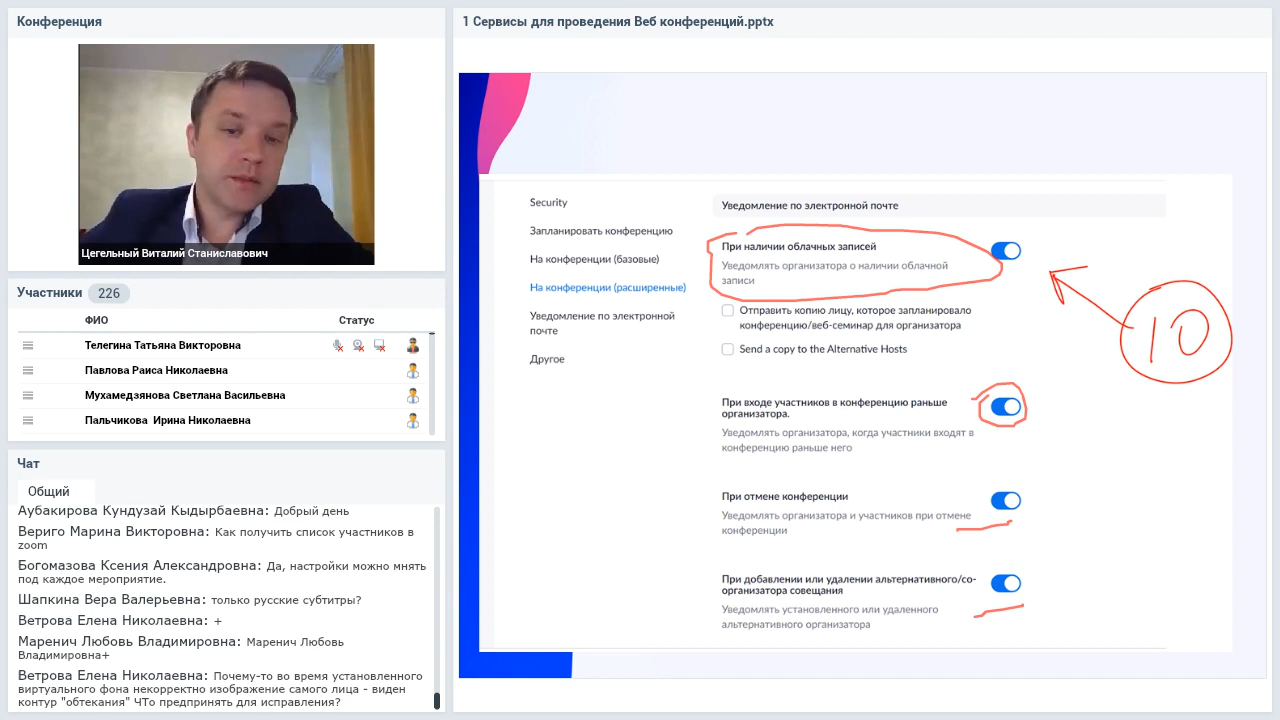 Конференция
Цегельный Виталий Станиславович
Участники 226
ФИО Статус
Телегина Татьяна Викторовна
Павлова Раиса Николаевна
Мухамедзянова Светлана Васильевна
Пальчикова Ирина Николаевна
Чат
Общий
Аубакирова Кундузай Кыдырбаевна: Добрый день
Вериго Марина Викторовна: Как получить список участников в
zoom
Богомазова Ксения Александровна: Да, настройки можно мнять
под каждое мероприятие.
Шапкина Вера Валерьевна: только русские субтитры?
Ветрова Елена Николаевна: +
Маренич Любовь Владимировна: Маренич Любовь
Владимировна+
Ветрова Елена Николаевна: Почему-то во время установленного
виртуального фона некорректно изображение самого лица - виден
контур "обтекания" ЧТо предпринять для исправления?
1 Сервисы для проведения Веб конференций.pptx
Security
Запланировать конференцию
На конференции (базовые)
На конференции (расширенные)
Уведомление по электронной
почте
Другое
Уведомление по электронной почте
При наличии облачных записей
Уведомлять организатора о наличии облачной
записи
Отправить копию лицу, которое запланировало
конференцию/веб-семинар для организатора
Send a copy to the Alternative Hosts
При входе участников в конференцию раньше
организатора.
Уведомлять организатора, когда участники входят в
конференцию раньше него
При отмене конференции
Уведомлять организатора и участников при отмене
конференции
При добавлении или удалении альтернативного/со-
организатора совещания
Уведомлять установленного или удаленного
альтернативного организатора
10